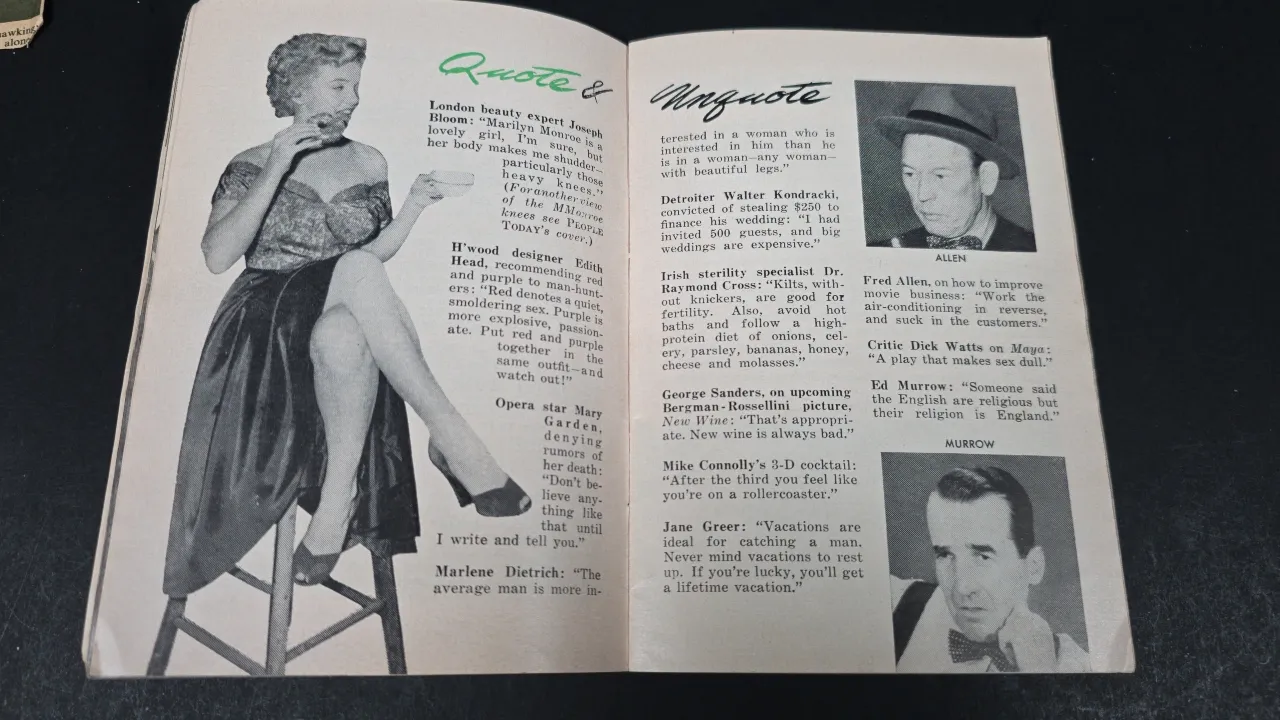 awking
along
Quote &
London beauty expert Joseph
Bloom: "Marilyn Monroe is a
lovely girl, I'm sure, but
her body makes me shudder—
particularly those
heavy knees."
(For another view
of the MMonroe
knees see PEOPLE
TODAY's cover.)
H'wood designer Edith
Head, recommending red
and purple to man-hunt-
ers: "Red denotes a quiet,
smoldering sex. Purple is
more explosive, passion-
ate. Put red and purple
together in the
same outfit—and
watch out!"
Opera star Mary
Garden,
denying
rumors of
her death:
"Don't be-
lieve any-
thing like
that until
I write and tell you."
Marlene Dietrich: "The
average man is more in-
Unquote
terested in a woman who is
interested in him than he
is in a woman—any woman—
with beautiful legs."
Detroiter Walter Kondracki,
convicted of stealing $250 to
finance his wedding: "I had
invited 500 guests, and big
weddings are expensive."
Irish sterility specialist Dr.
Raymond Cross: "Kilts, with-
out knickers, are good for
fertility. Also, avoid hot
baths and follow a high-
protein diet of onions, cel-
ery, parsley, bananas, honey,
cheese and molasses."
George Sanders, on upcoming
Bergman-Rossellini picture,
New Wine: "That's appropri-
ate. New wine is always bad."
Mike Connolly's 3-D cocktail:
"After the third you feel like
you're on a rollercoaster."
Jane Greer: "Vacations are
ideal for catching a man.
Never mind vacations to rest
up. If you're lucky, you'll get
a lifetime vacation."
ALLEN
Fred Allen, on how to improve
movie business: "Work the
air-conditioning in reverse,
and suck in the customers."
Critic Dick Watts on Maya:
"A play that makes sex dull."
Ed Murrow: "Someone said
the English are religious but
their religion is England."
MURROW